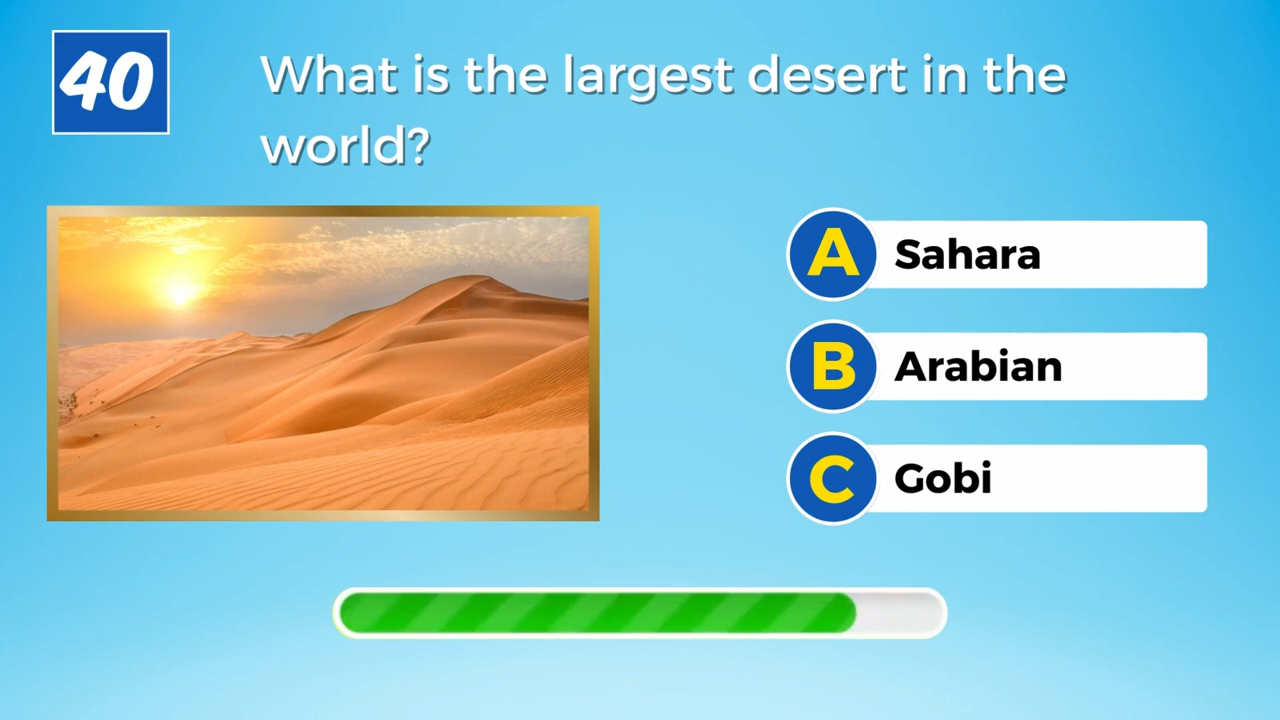 40
What is the largest desert in the
world?
A Sahara
B Arabian
C Gobi